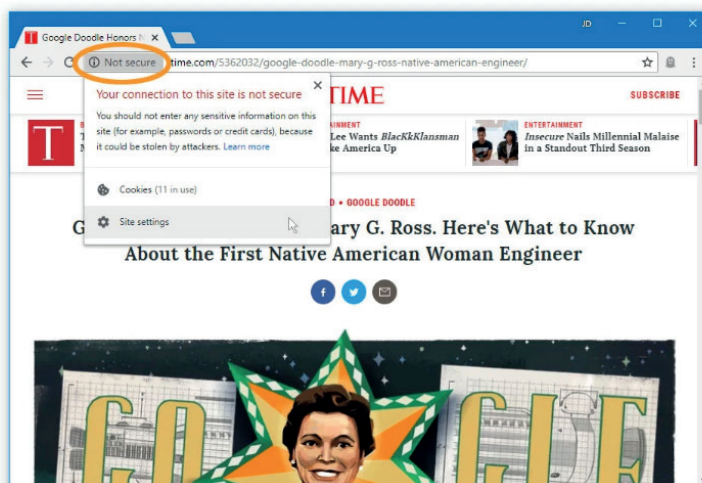 JD
Google Doodle Honors
Not secure
time.com/5362032/google-doodle-mary-g-ross-native-american-engineer/
Your connection to this site is not secure
You should not enter any sensitive information on this
site (for example, passwords or credit cards), because
it could be stolen by attackers. Learn more
Cookies (11 in use)
Site settings
TIME
SUBSCRIBE
T
Lee Wants BlacKkKlansman
America Up
ENTERTAINMENT
Insecure Nails Millennial Malaise
in a Standout Third Season
• GOOGLE DOODLE
G. Ross. Here's What to Know
About the First Native American Woman Engineer
GO GLE